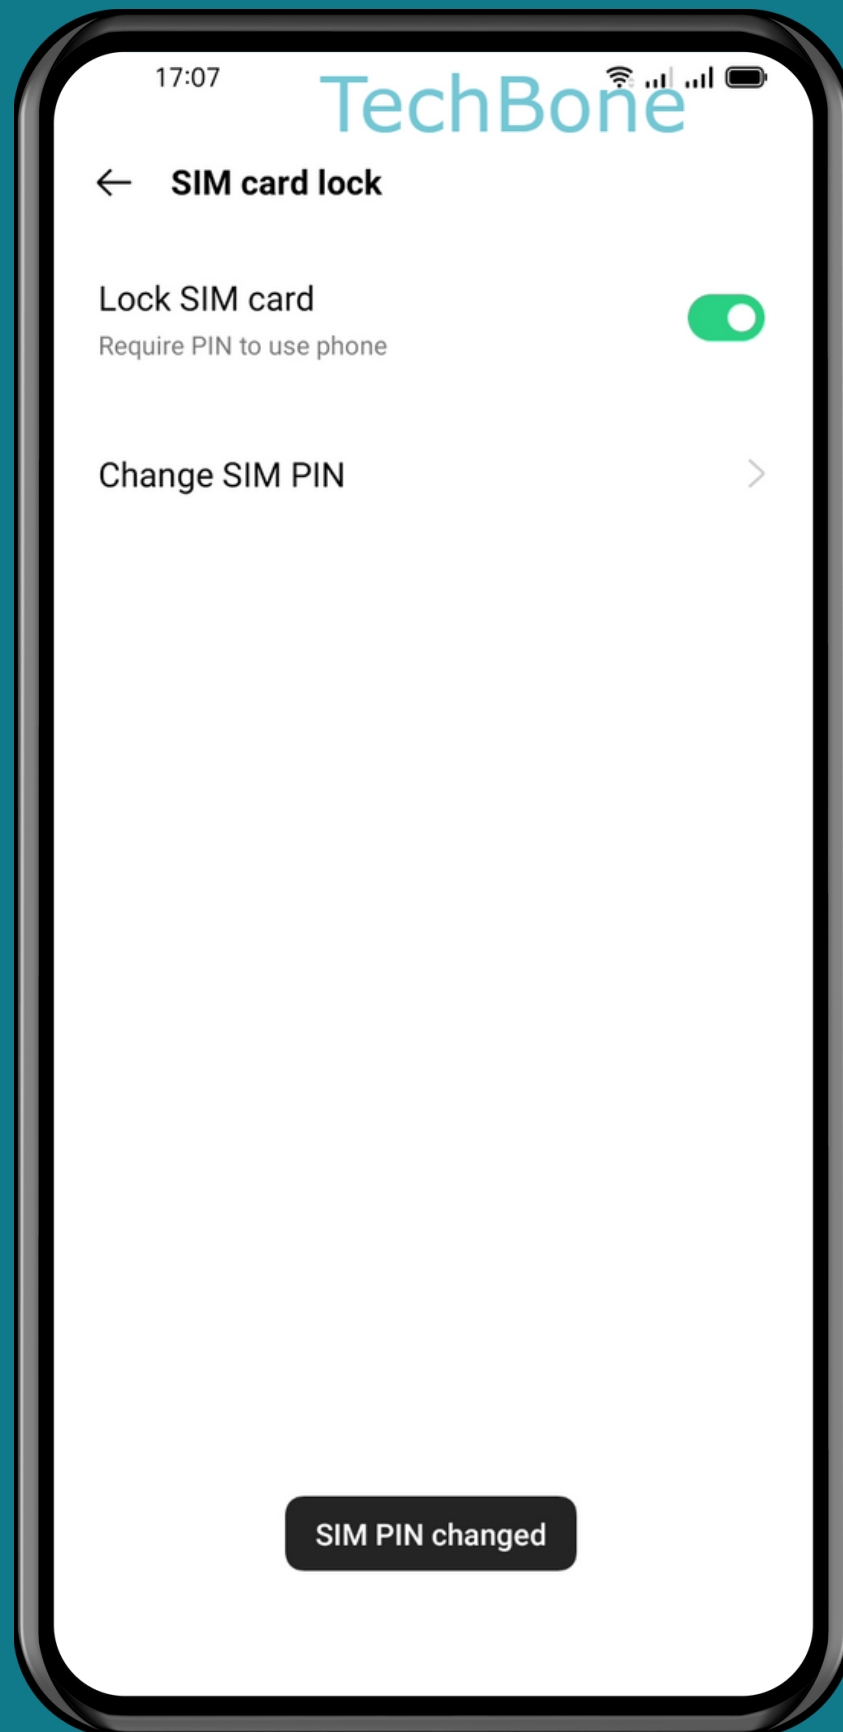 17:07
TechBone
SIM card lock
Lock SIM card
Require PIN to use phone
Change SIM PIN
SIM PIN changed